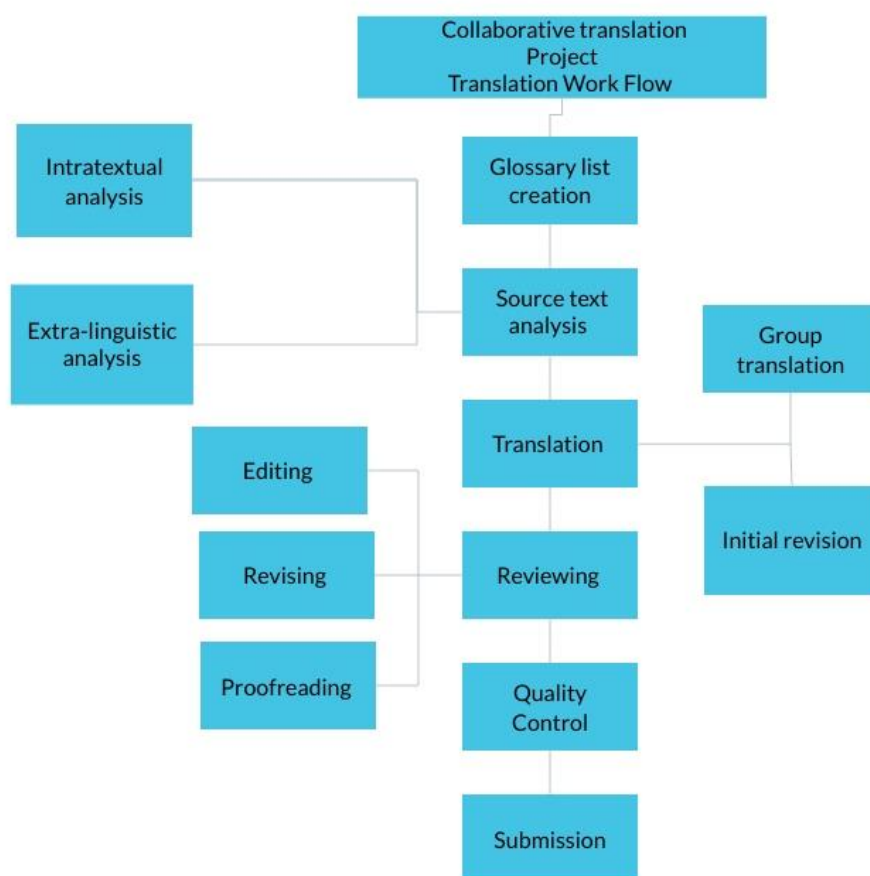 Collaborative translation
Project
Translation Work Flow
Glossary list
creation
Intratextual
analysis
Source text
analysis
Extra-linguistic
analysis
Group
translation
Translation
Editing
Initial revision
Revising
Reviewing
Proofreading
Quality
Control
Submission